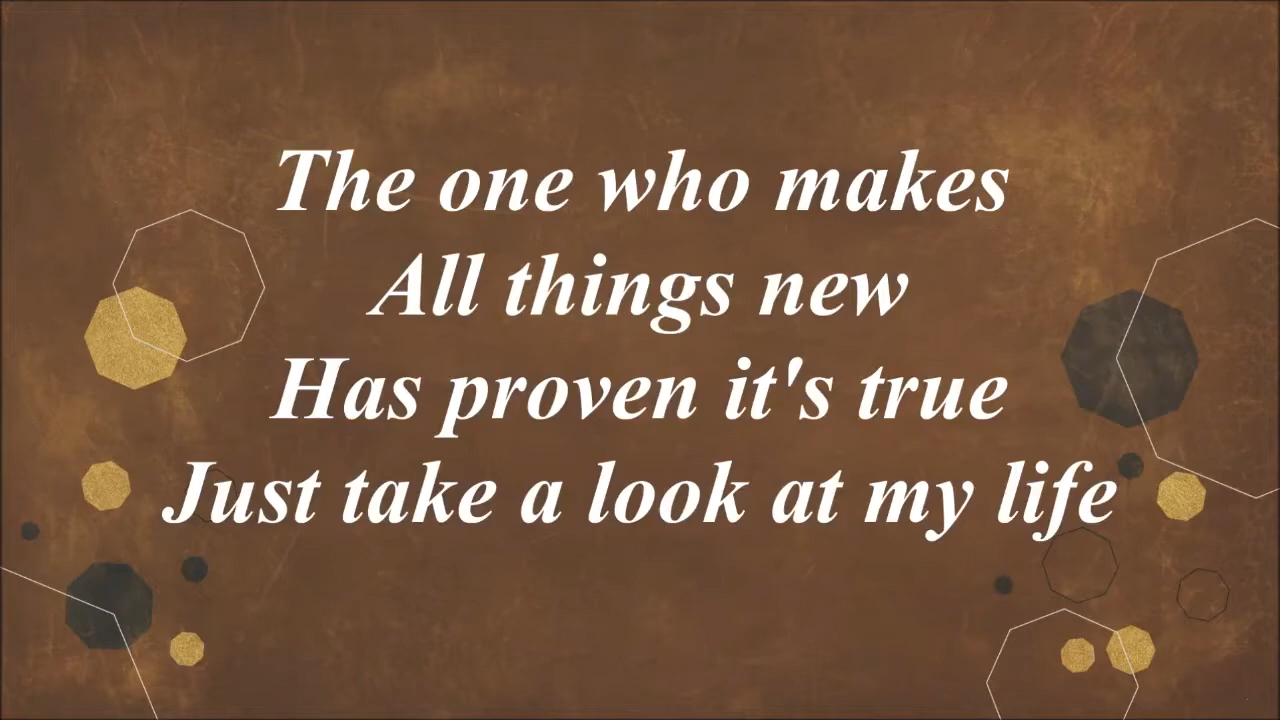 The one who makes
All things new
Has proven it's true
Just take a look at my life